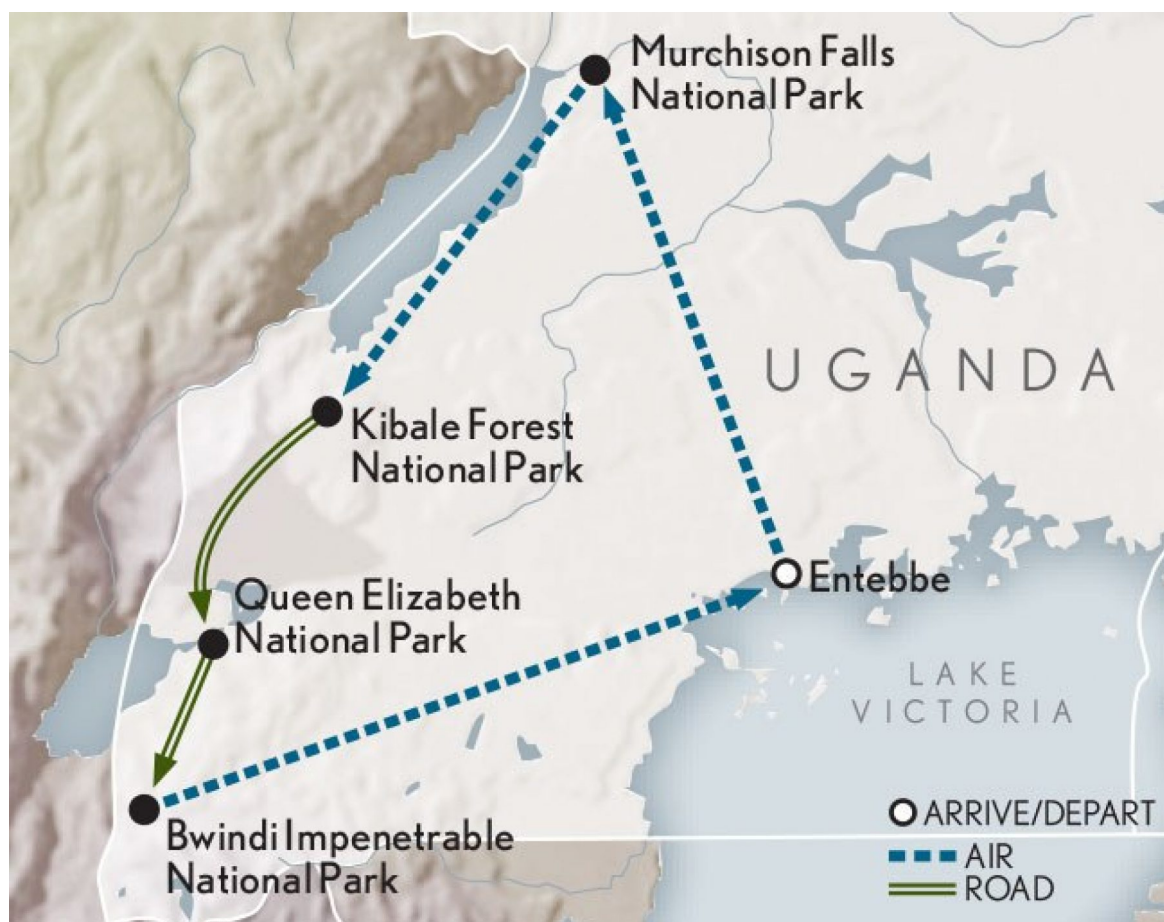 Murchison Falls
National Park
UGANDA
Kibale Forest
National Park
Entebbe
Queen Elizabeth
National Park
LAKE
VICTORIA
Bwindi Impenetrable
National Park
ARRIVE/DEPART
AIR
ROAD